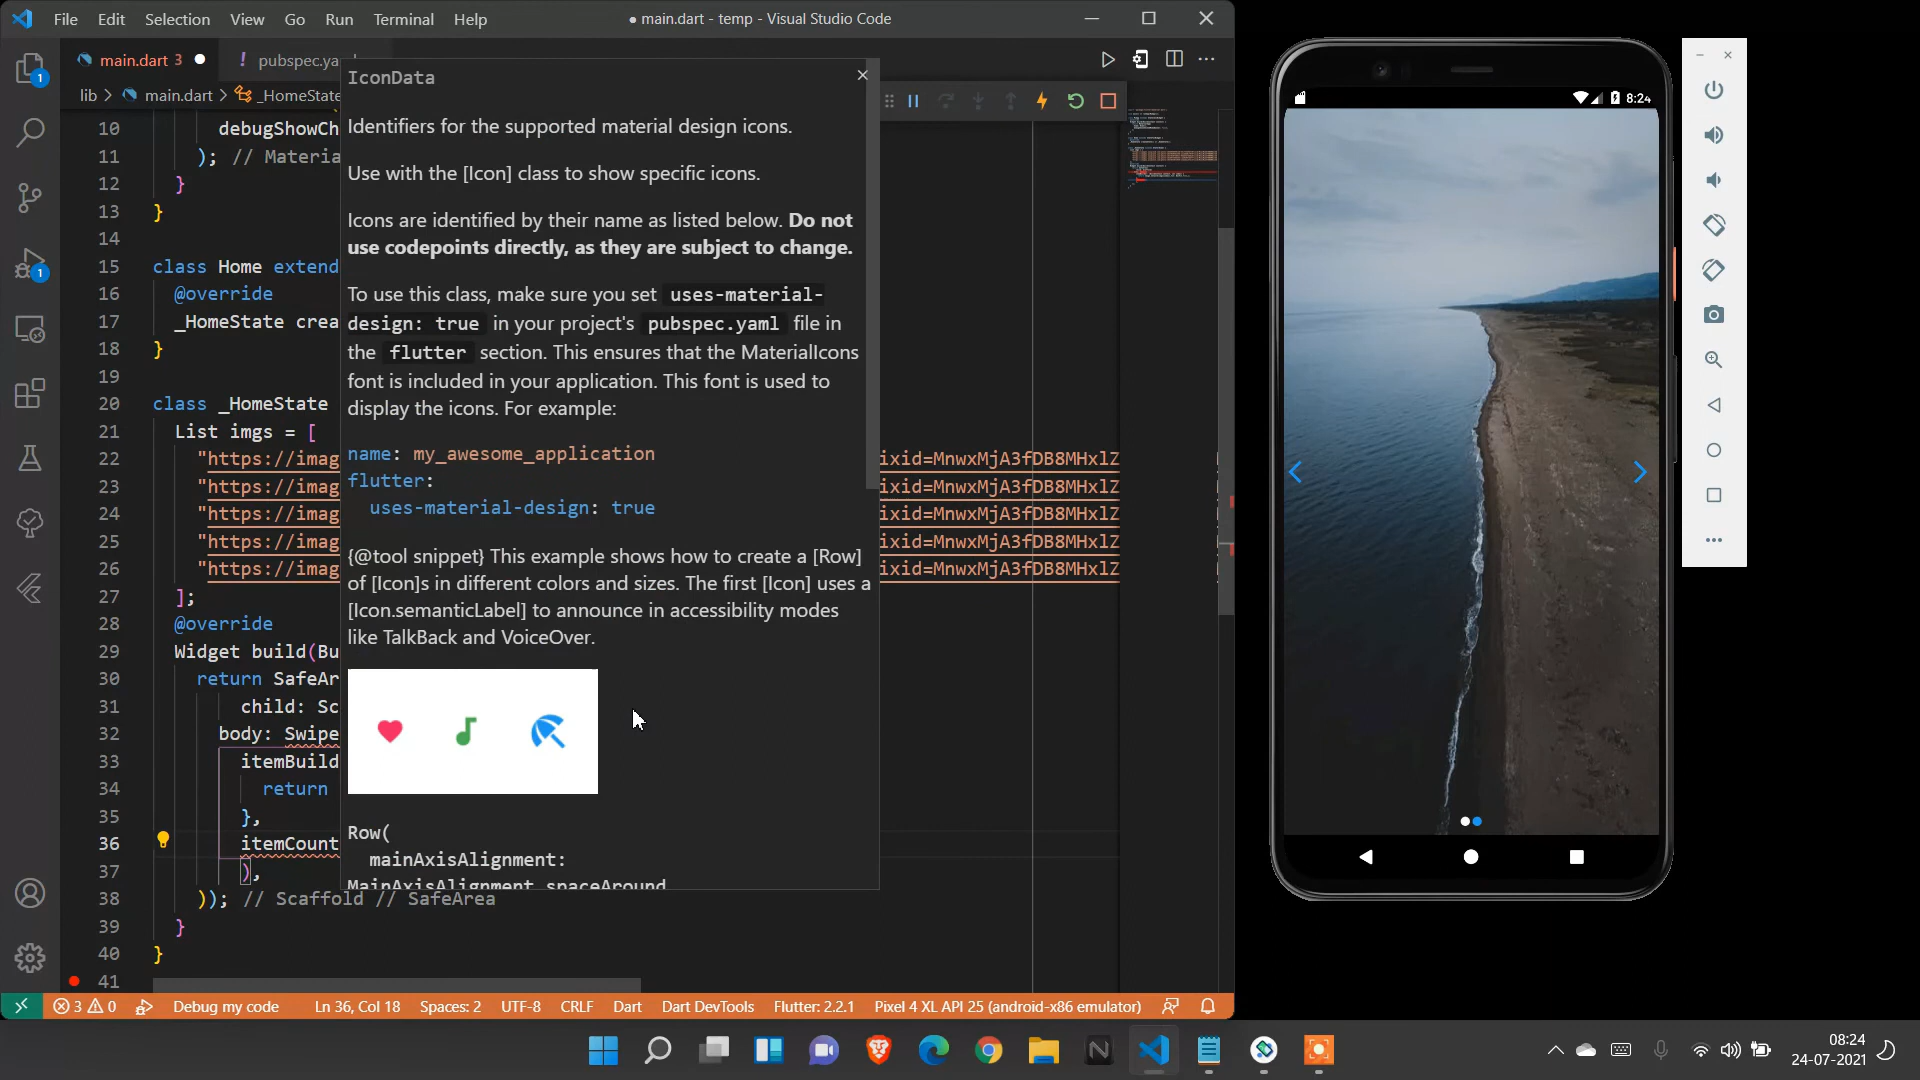 File Edit Selection View Go Run Terminal Help
● main.dart - temp - Visual Studio Code
main.dart 3
! pubspec.ya
lib > main.dart > _HomeState
IconData
Identifiers for the supported material design icons.
Use with the [Icon] class to show specific icons.
Icons are identified by their name as listed below. Do not
use codepoints directly, as they are subject to change.
To use this class, make sure you set uses-material-
design: true in your project's pubspec.yaml file in
the flutter section. This ensures that the MaterialIcons
font is included in your application. This font is used to
display the icons. For example:
name: my_awesome_application
flutter:
uses-material-design: true
{@tool snippet} This example shows how to create a [Row]
of [Icon]s in different colors and sizes. The first [Icon] uses a
[Icon.semanticLabel] to announce in accessibility modes
like TalkBack and VoiceOver.
Row(
mainAxisAlignment:
MainAxisAlignment.spaceAround
10 debugShowCh
11 ); // Materia
12 }
13 }
14
15 class Home extend
16 @override
17 _HomeState crea
18 }
19
20 class _HomeState
21 List imgs = [
22 "https://imag ixid=MnwxMjA3fDB8MHxlZ
23 "https://imag ixid=MnwxMjA3fDB8MHxlZ
24 "https://imag ixid=MnwxMjA3fDB8MHxlZ
25 "https://imag ixid=MnwxMjA3fDB8MHxlZ
26 "https://imag ixid=MnwxMjA3fDB8MHxlZ
27 ];
28 @override
29 Widget build(Bu
30 return SafeAr
31 child: Sc
32 body: Swipe
33 itemBuild
34 return
35 },
36 itemCount
37 ),
38 )); // Scaffold // SafeArea
39 }
40 }
41
3 0 Debug my code Ln 36, Col 18 Spaces: 2 UTF-8 CRLF Dart Dart DevTools Flutter: 2.2.1 Pixel 4 XL API 25 (android-x86 emulator)
1
1
8:24
08:24
24-07-2021